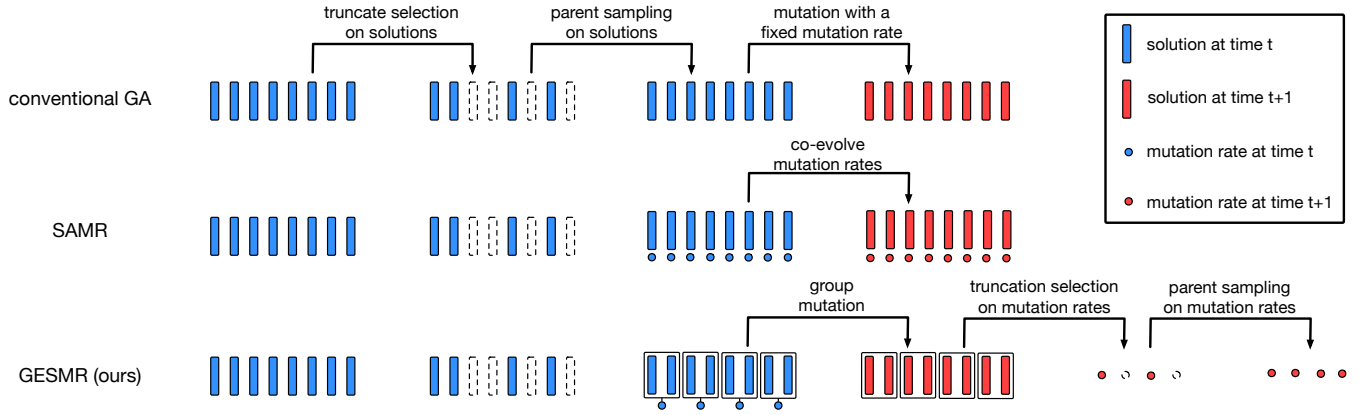 truncate selection
on solutions
parent sampling
on solutions
mutation with a
fixed mutation rate
conventional GA
co-evolve
mutation rates
SAMR
group
mutation
truncation selection
on mutation rates
parent sampling
on mutation rates
GESMR (ours)
solution at time t
solution at time t+1
mutation rate at time t
mutation rate at time t+1